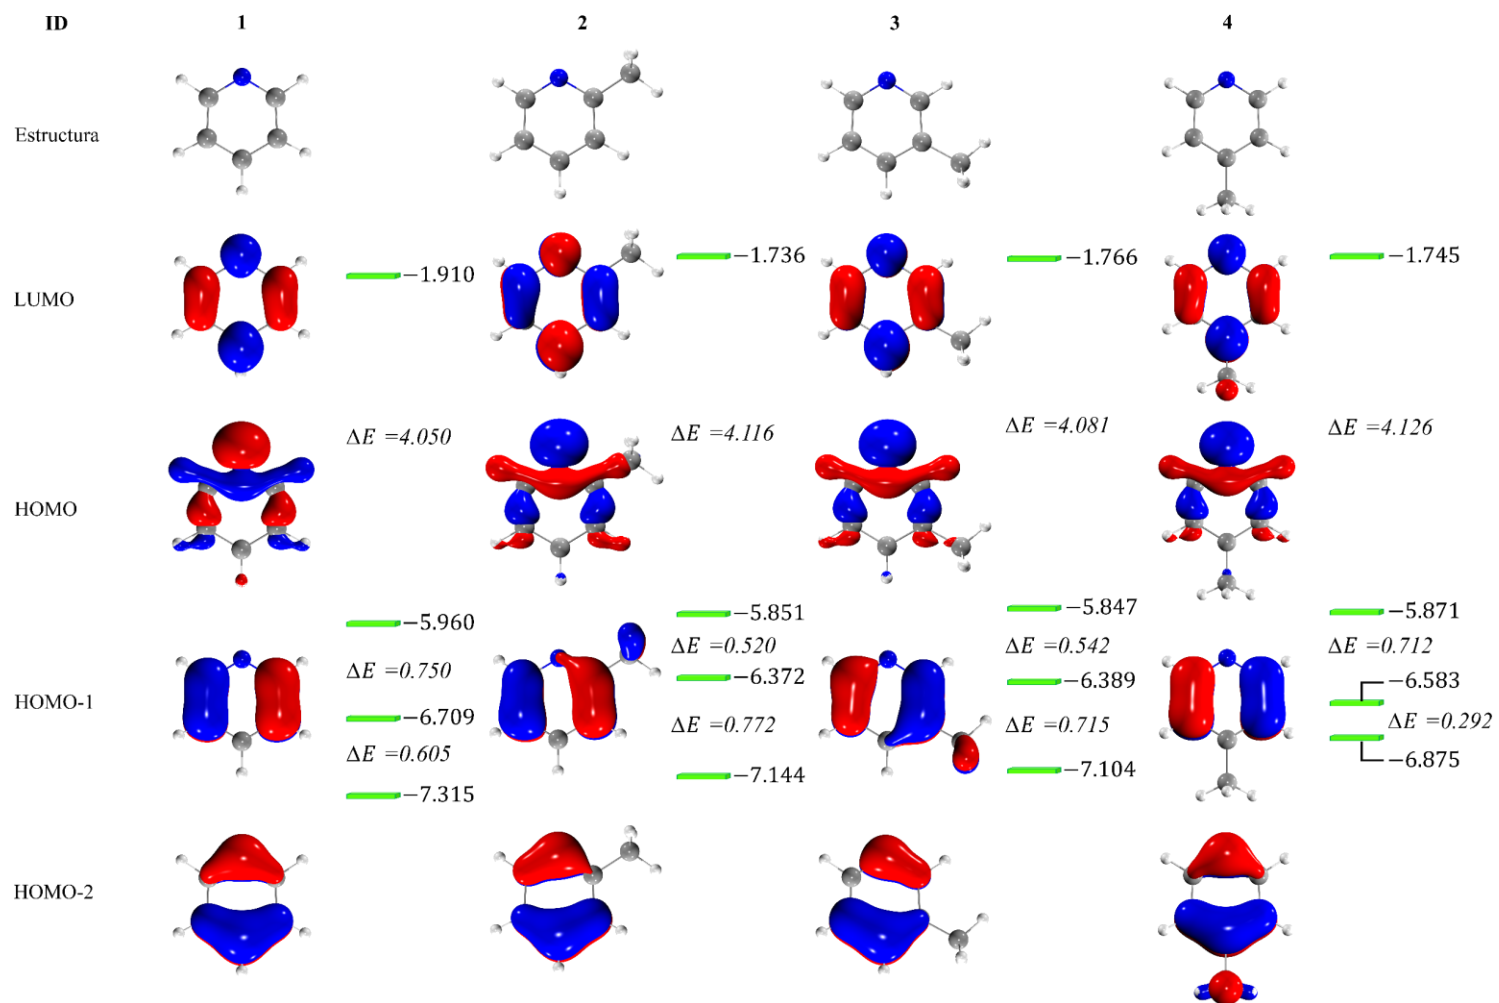 ID 1 2 3 4
Estructura
LUMO −1.910 −1.736 −1.766 −1.745
ΔE =4.050 ΔE =4.116 ΔE =4.081 ΔE =4.126
HOMO
−5.960 −5.851 −5.847 −5.871
ΔE =0.750 ΔE =0.520 ΔE =0.542 ΔE =0.712
−6.709 −6.372 −6.389 −6.583
HOMO-1
ΔE =0.605 ΔE =0.772 ΔE =0.715 ΔE =0.292
−7.315 −7.144 −7.104 −6.875
HOMO-2